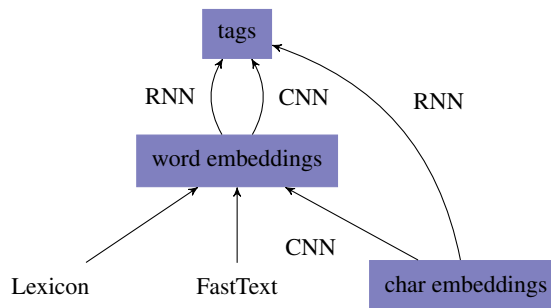 tags
RNN
CNN
RNN
word embeddings
CNN
Lexicon
FastText
char embeddings